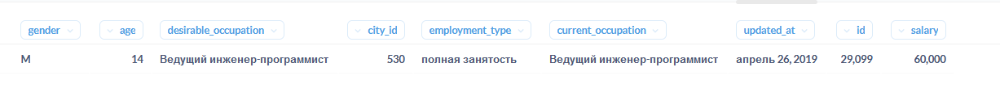 gender age desirable_occupation city_id employment_type current_occupation updated_at id salary
M 14 Ведущий инженер-программист 530 полная занятость Ведущий инженер-программист апрель 26, 2019 29,099 60,000